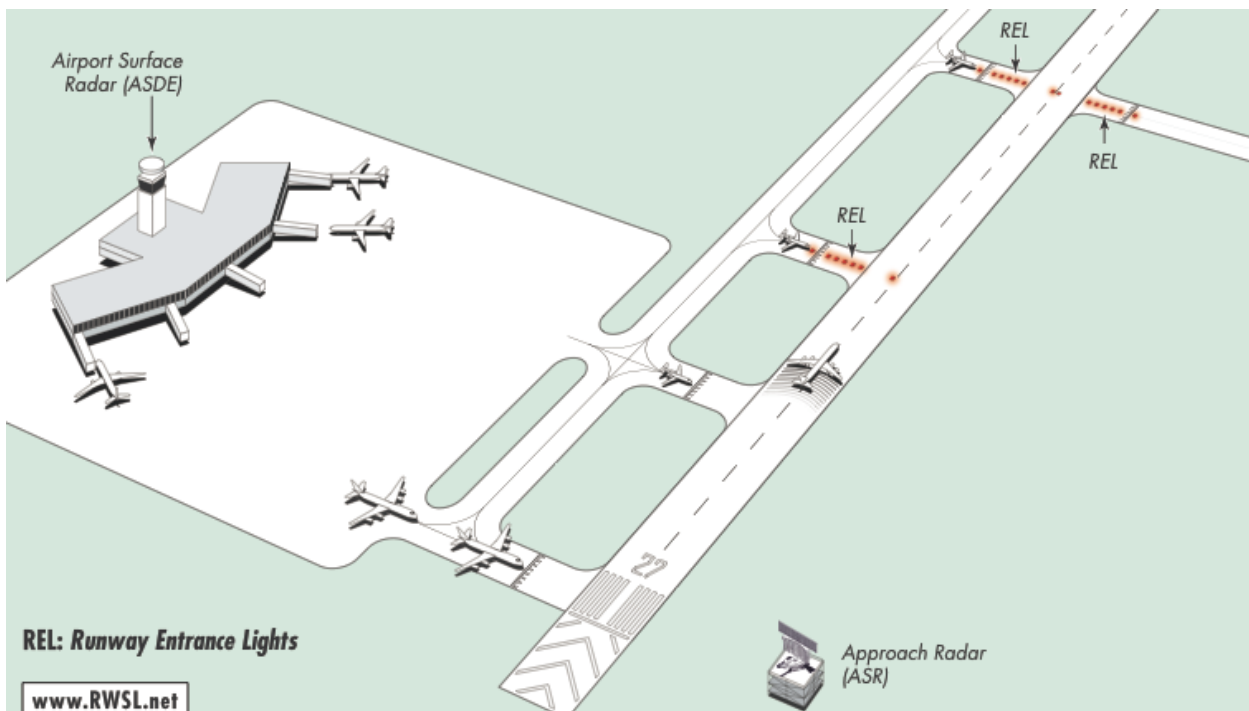 REL
Airport Surface
Radar (ASDE)
REL
REL
27
REL: Runway Entrance Lights
Approach Radar
(ASR)
www.RWSL.net